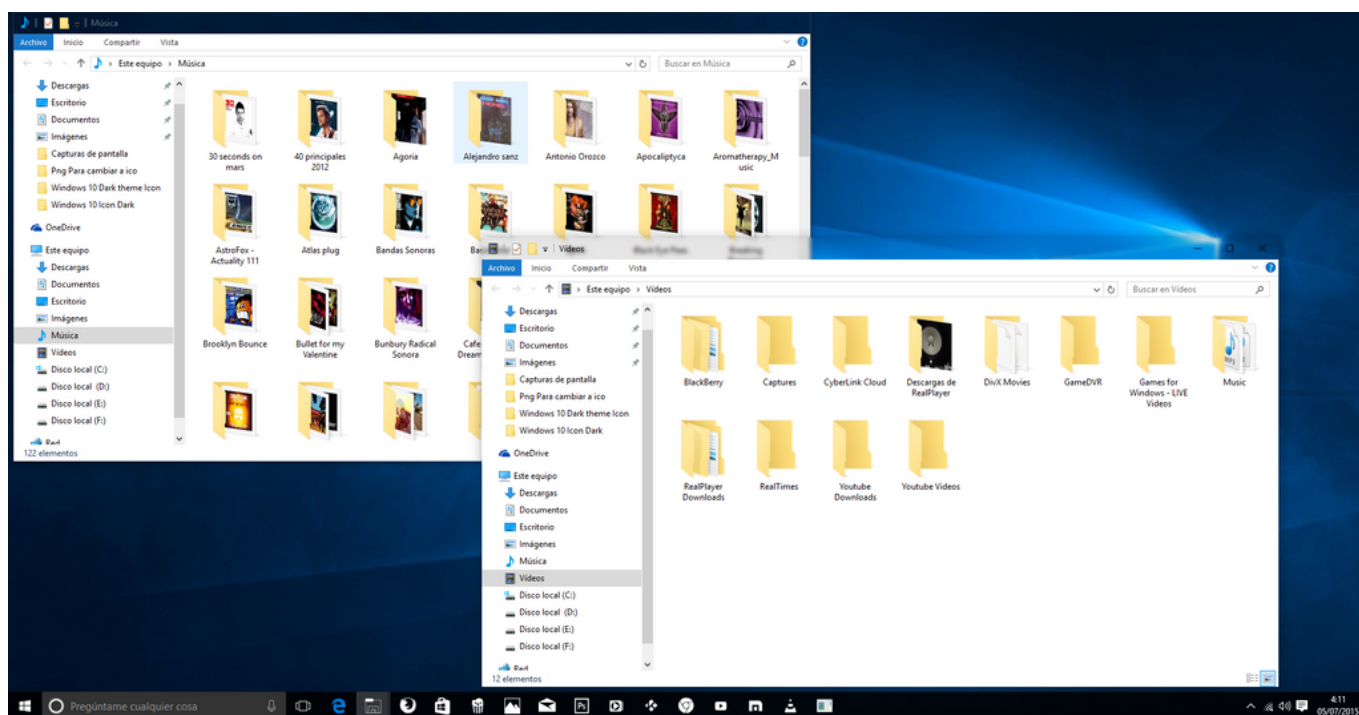 Música
Archivo Inicio Compartir Vista
Este equipo Música
Buscar en Música
Descargas
Escritorio
Documentos
Imágenes
Capturas de pantalla
Png Para cambiar a ico
Windows 10 Dark theme Icon
Windows 10 Icon Dark
OneDrive
Este equipo
Descargas
Documentos
Escritorio
Imágenes
Música
Vídeos
Disco local (C:)
Disco local (D:)
Disco local (E:)
Disco local (F:)
Red
122 elementos
30 seconds on
mars
40 principales
2012
Agoria
Alejandro sanz
Antonio Orozco
Apocaliptyca
Aromatherapy_M
usic
AstroFox -
Actuality 111
Atlas plug
Bandas Sonoras
Black Eye Peas
Breaking
Brooklyn Bounce
Bullet for my
Valentine
Bunbury Radical
Sonora
Cafe
Dream
Vídeos
Archivo Inicio Compartir Vista
Este equipo Vídeos
Buscar en Vídeos
Descargas
Escritorio
Documentos
Imágenes
Capturas de pantalla
Png Para cambiar a ico
Windows 10 Dark theme Icon
Windows 10 Icon Dark
OneDrive
Este equipo
Descargas
Documentos
Escritorio
Imágenes
Música
Vídeos
Disco local (C:)
Disco local (D:)
Disco local (E:)
Disco local (F:)
Red
12 elementos
BlackBerry
Captures
CyberLink Cloud
Descargas de
RealPlayer
DivX Movies
GameDVR
Games for
Windows - LIVE
Videos
Music
RealPlayer
Downloads
RealTimes
Youtube
Downloads
Youtube Videos
Pregúntame cualquier cosa
4:11
05/07/2015